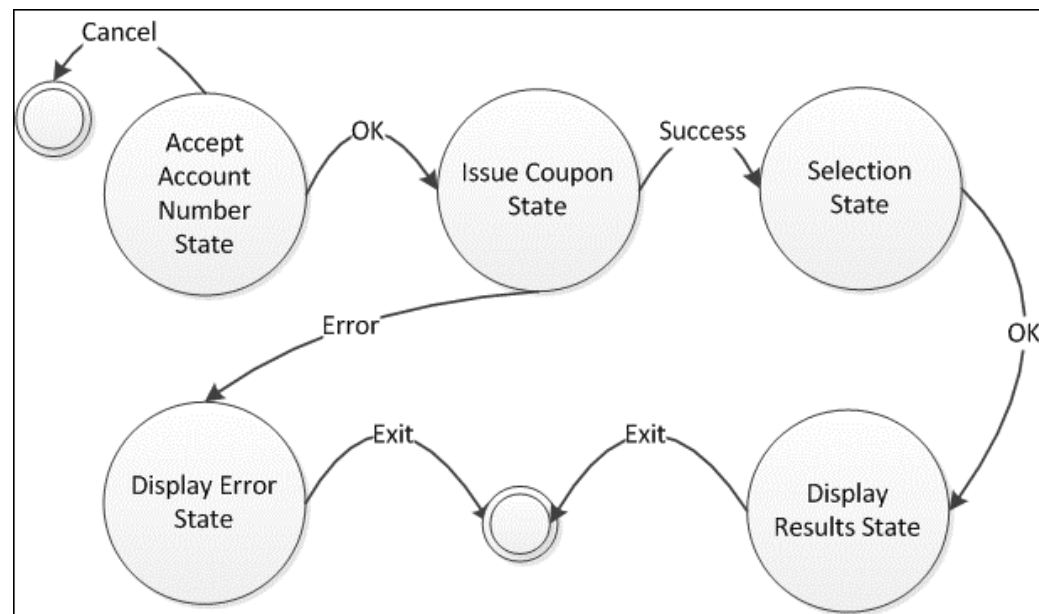 Cancel
Accept
Account
Number
State
OK
Issue Coupon
State
Success
Selection
State
OK
Error
Display Error
State
Exit
Exit
Display
Results State